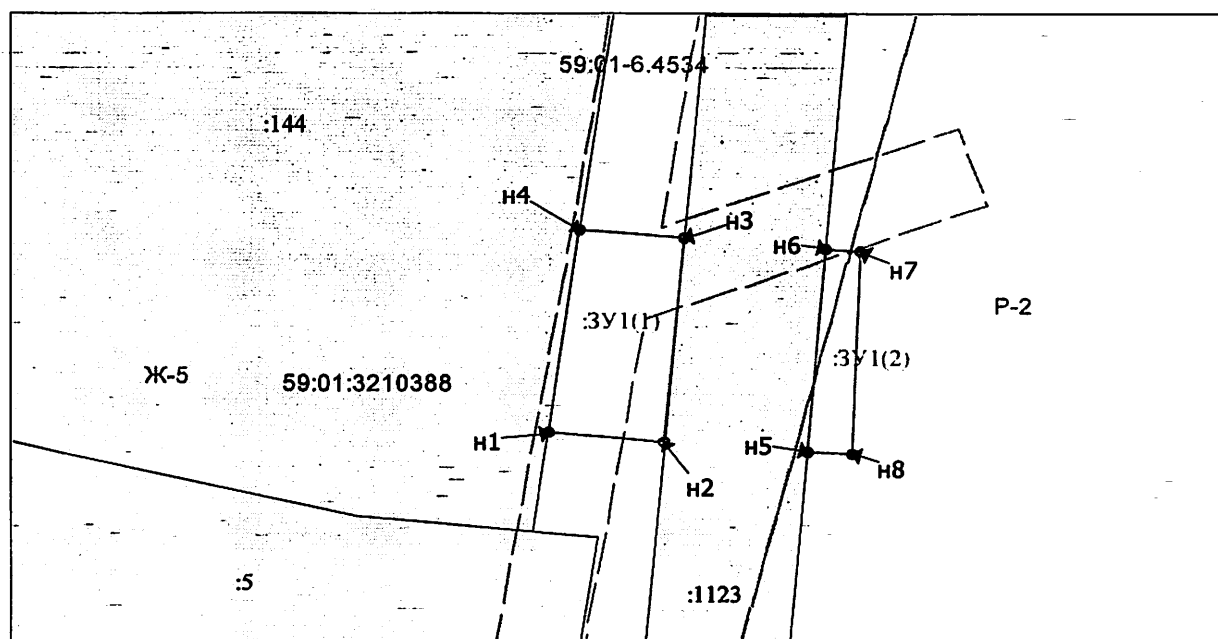 59:01-6.4534
:144
н4
н3
н6
н7
Р-2
:ЗУ1(1)
:ЗУ1(2)
Ж-5
59:01:3210388
н1
н5
н8
н2
:5
:1123